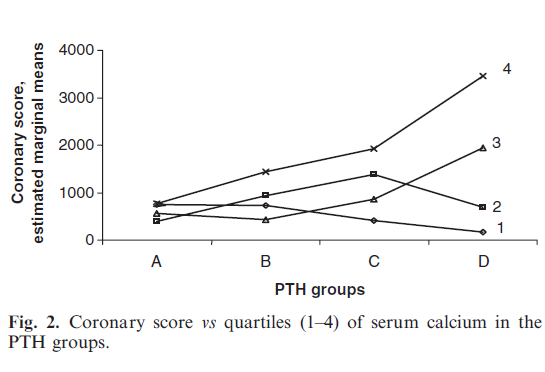 Coronary score,
estimated marginal means
4000
3000
2000
1000
0
4
3
2
1
A B C D
PTH groups
Fig. 2. Coronary score vs quartiles (1–4) of serum calcium in the
PTH groups.